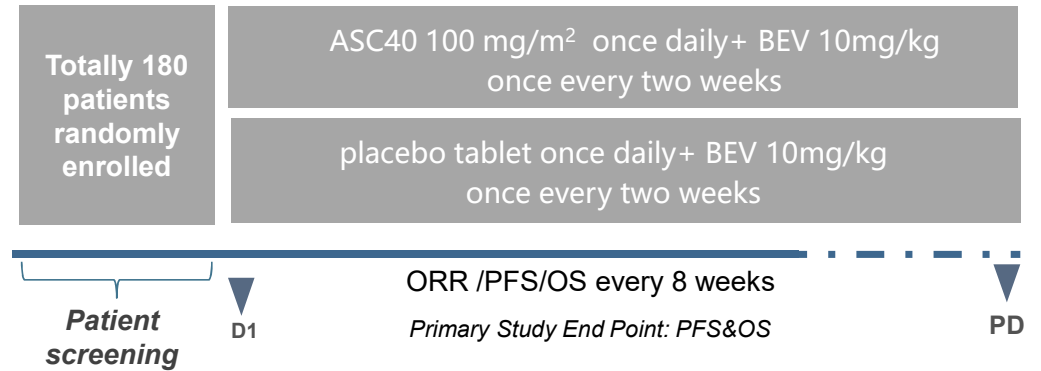 Totally 180
patients
randomly
enrolled
ASC40 100 mg/m² once daily+ BEV 10mg/kg
once every two weeks
placebo tablet once daily+ BEV 10mg/kg
once every two weeks
Patient
screening
D1
ORR /PFS/OS every 8 weeks
Primary Study End Point: PFS&OS
PD